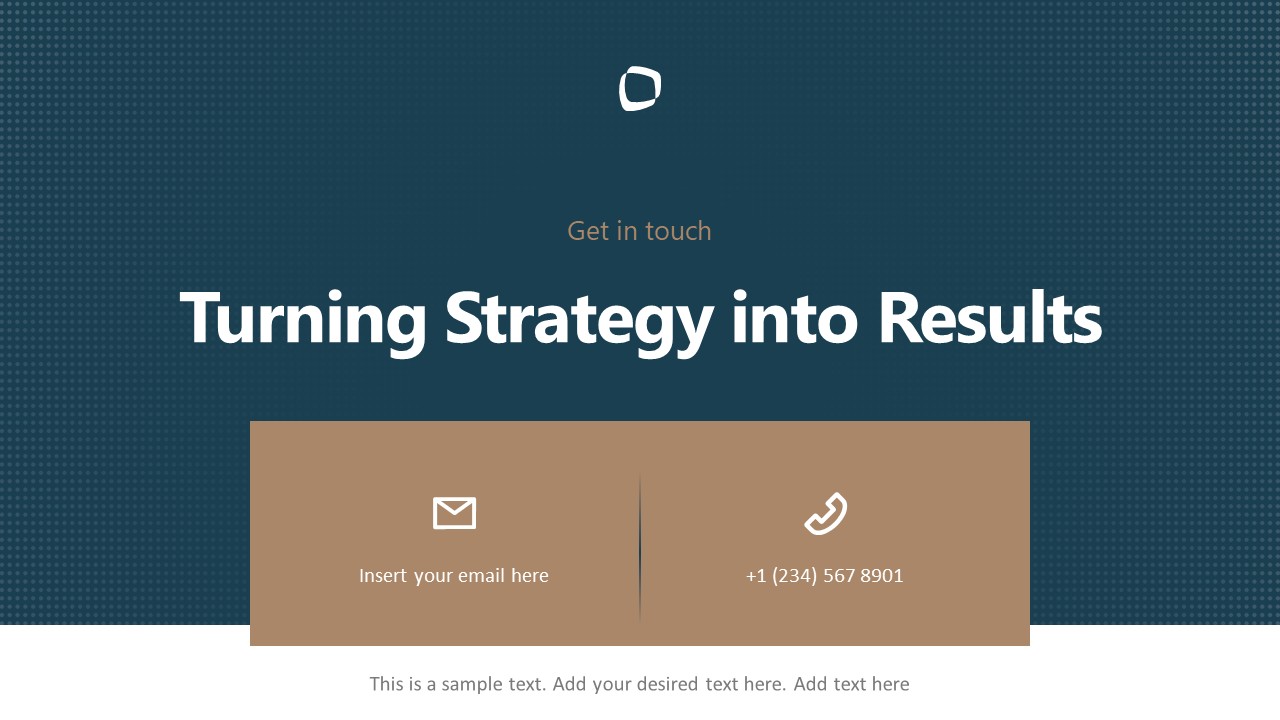 Get in touch
Turning Strategy into Results
Insert your email here
+1 (234) 567 8901
This is a sample text. Add your desired text here. Add text here